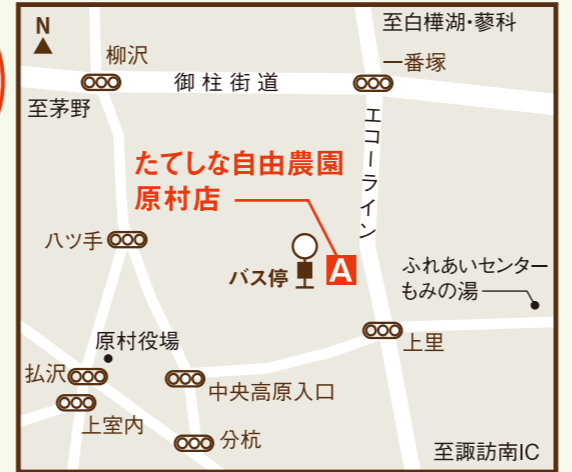 N
至白樺湖・蓼科
柳沢
一番塚
御柱街道
至茅野
エコーライン
たてしな自由農園
原村店
八ツ手
バス停
A
ふれあいセンター
もみの湯
原村役場
上里
払沢
中央高原入口
上室内
分杭
至諏訪南IC